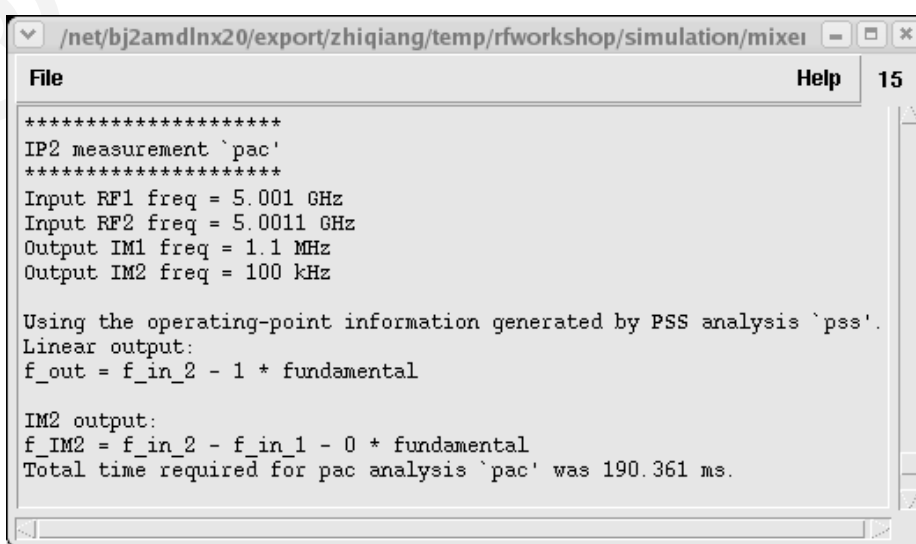 /net/bj2amdlnx20/export/zhiqiang/temp/rfworkshop/simulation/mixer
File Help 15
*********************
IP2 measurement `pac'
*********************
Input RF1 freq = 5.001 GHz
Input RF2 freq = 5.0011 GHz
Output IM1 freq = 1.1 MHz
Output IM2 freq = 100 kHz
Using the operating-point information generated by PSS analysis `pss'.
Linear output:
f_out = f_in_2 - 1 * fundamental
IM2 output:
f_IM2 = f_in_2 - f_in_1 - 0 * fundamental
Total time required for pac analysis `pac' was 190.361 ms.